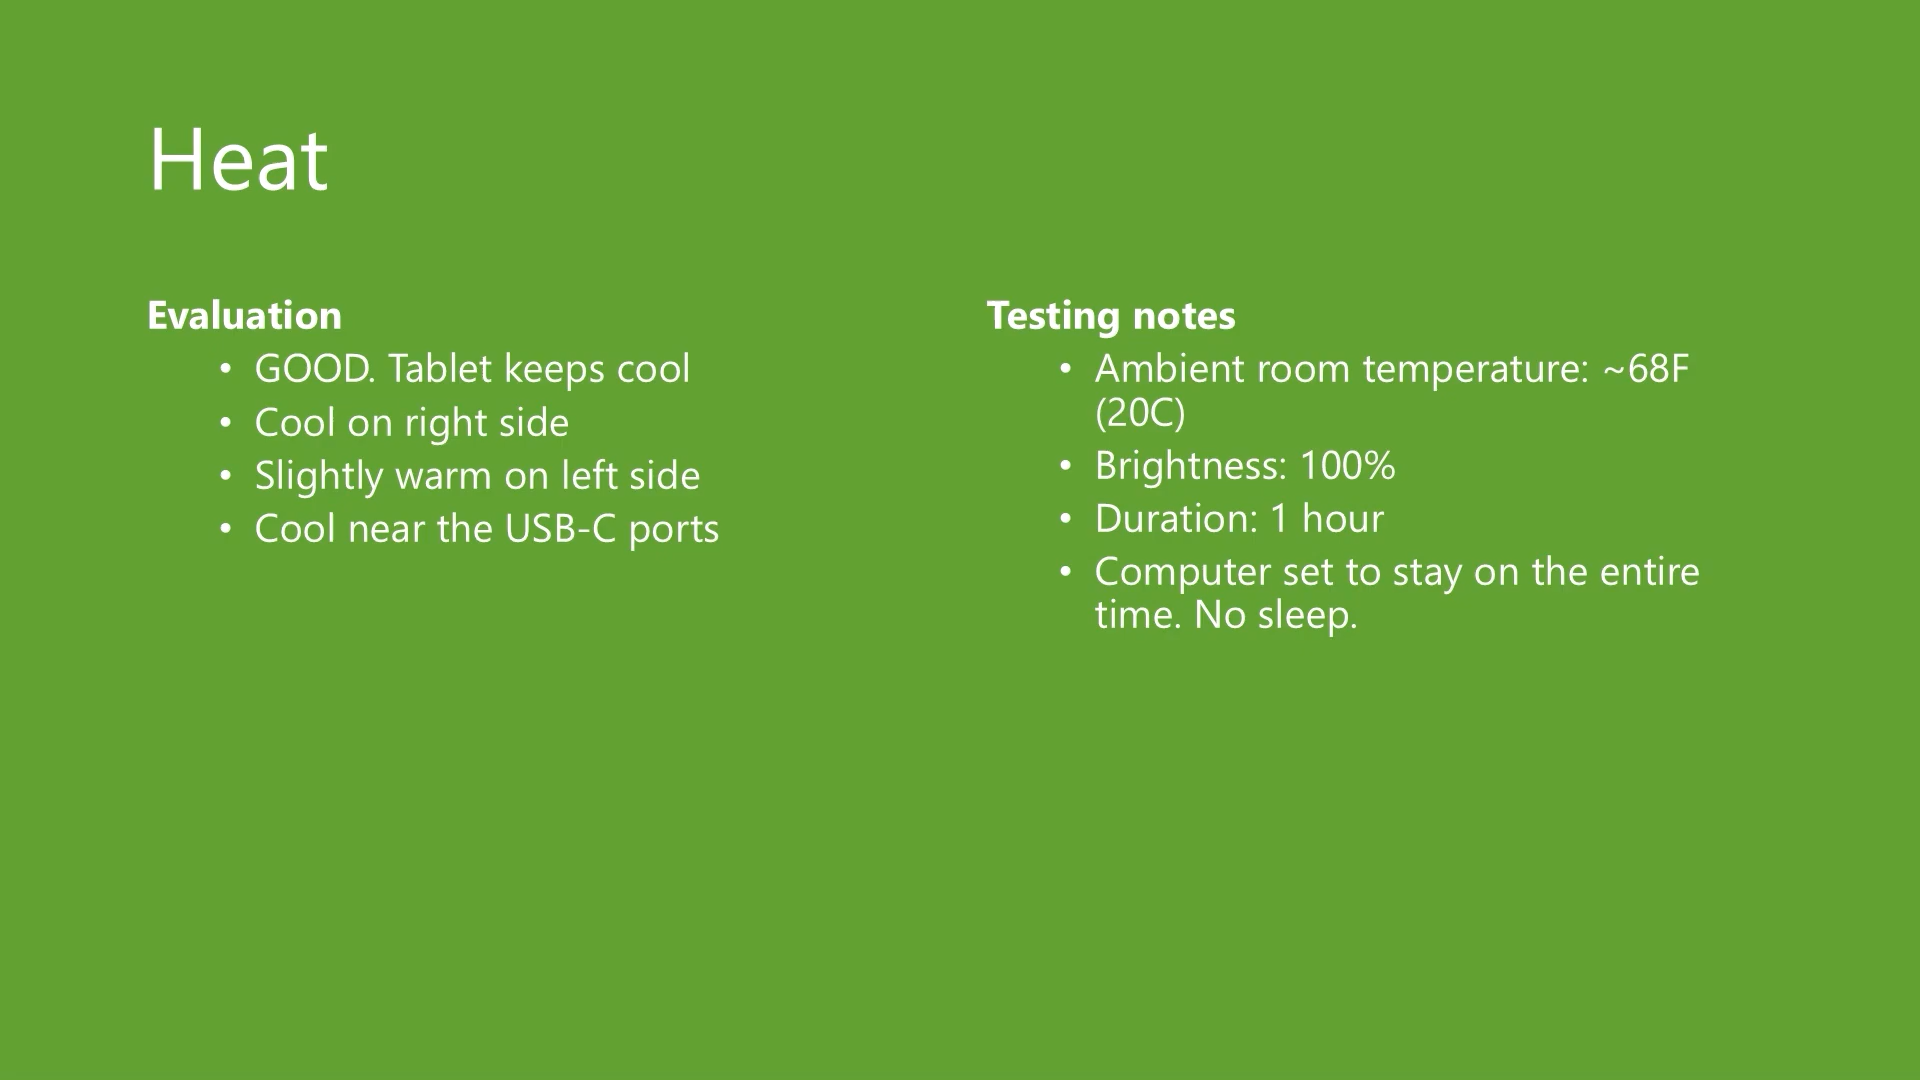 Heat
Evaluation
• GOOD. Tablet keeps cool
• Cool on right side
• Slightly warm on left side
• Cool near the USB-C ports
Testing notes
• Ambient room temperature: ~68F
(20C)
• Brightness: 100%
• Duration: 1 hour
• Computer set to stay on the entire
time. No sleep.